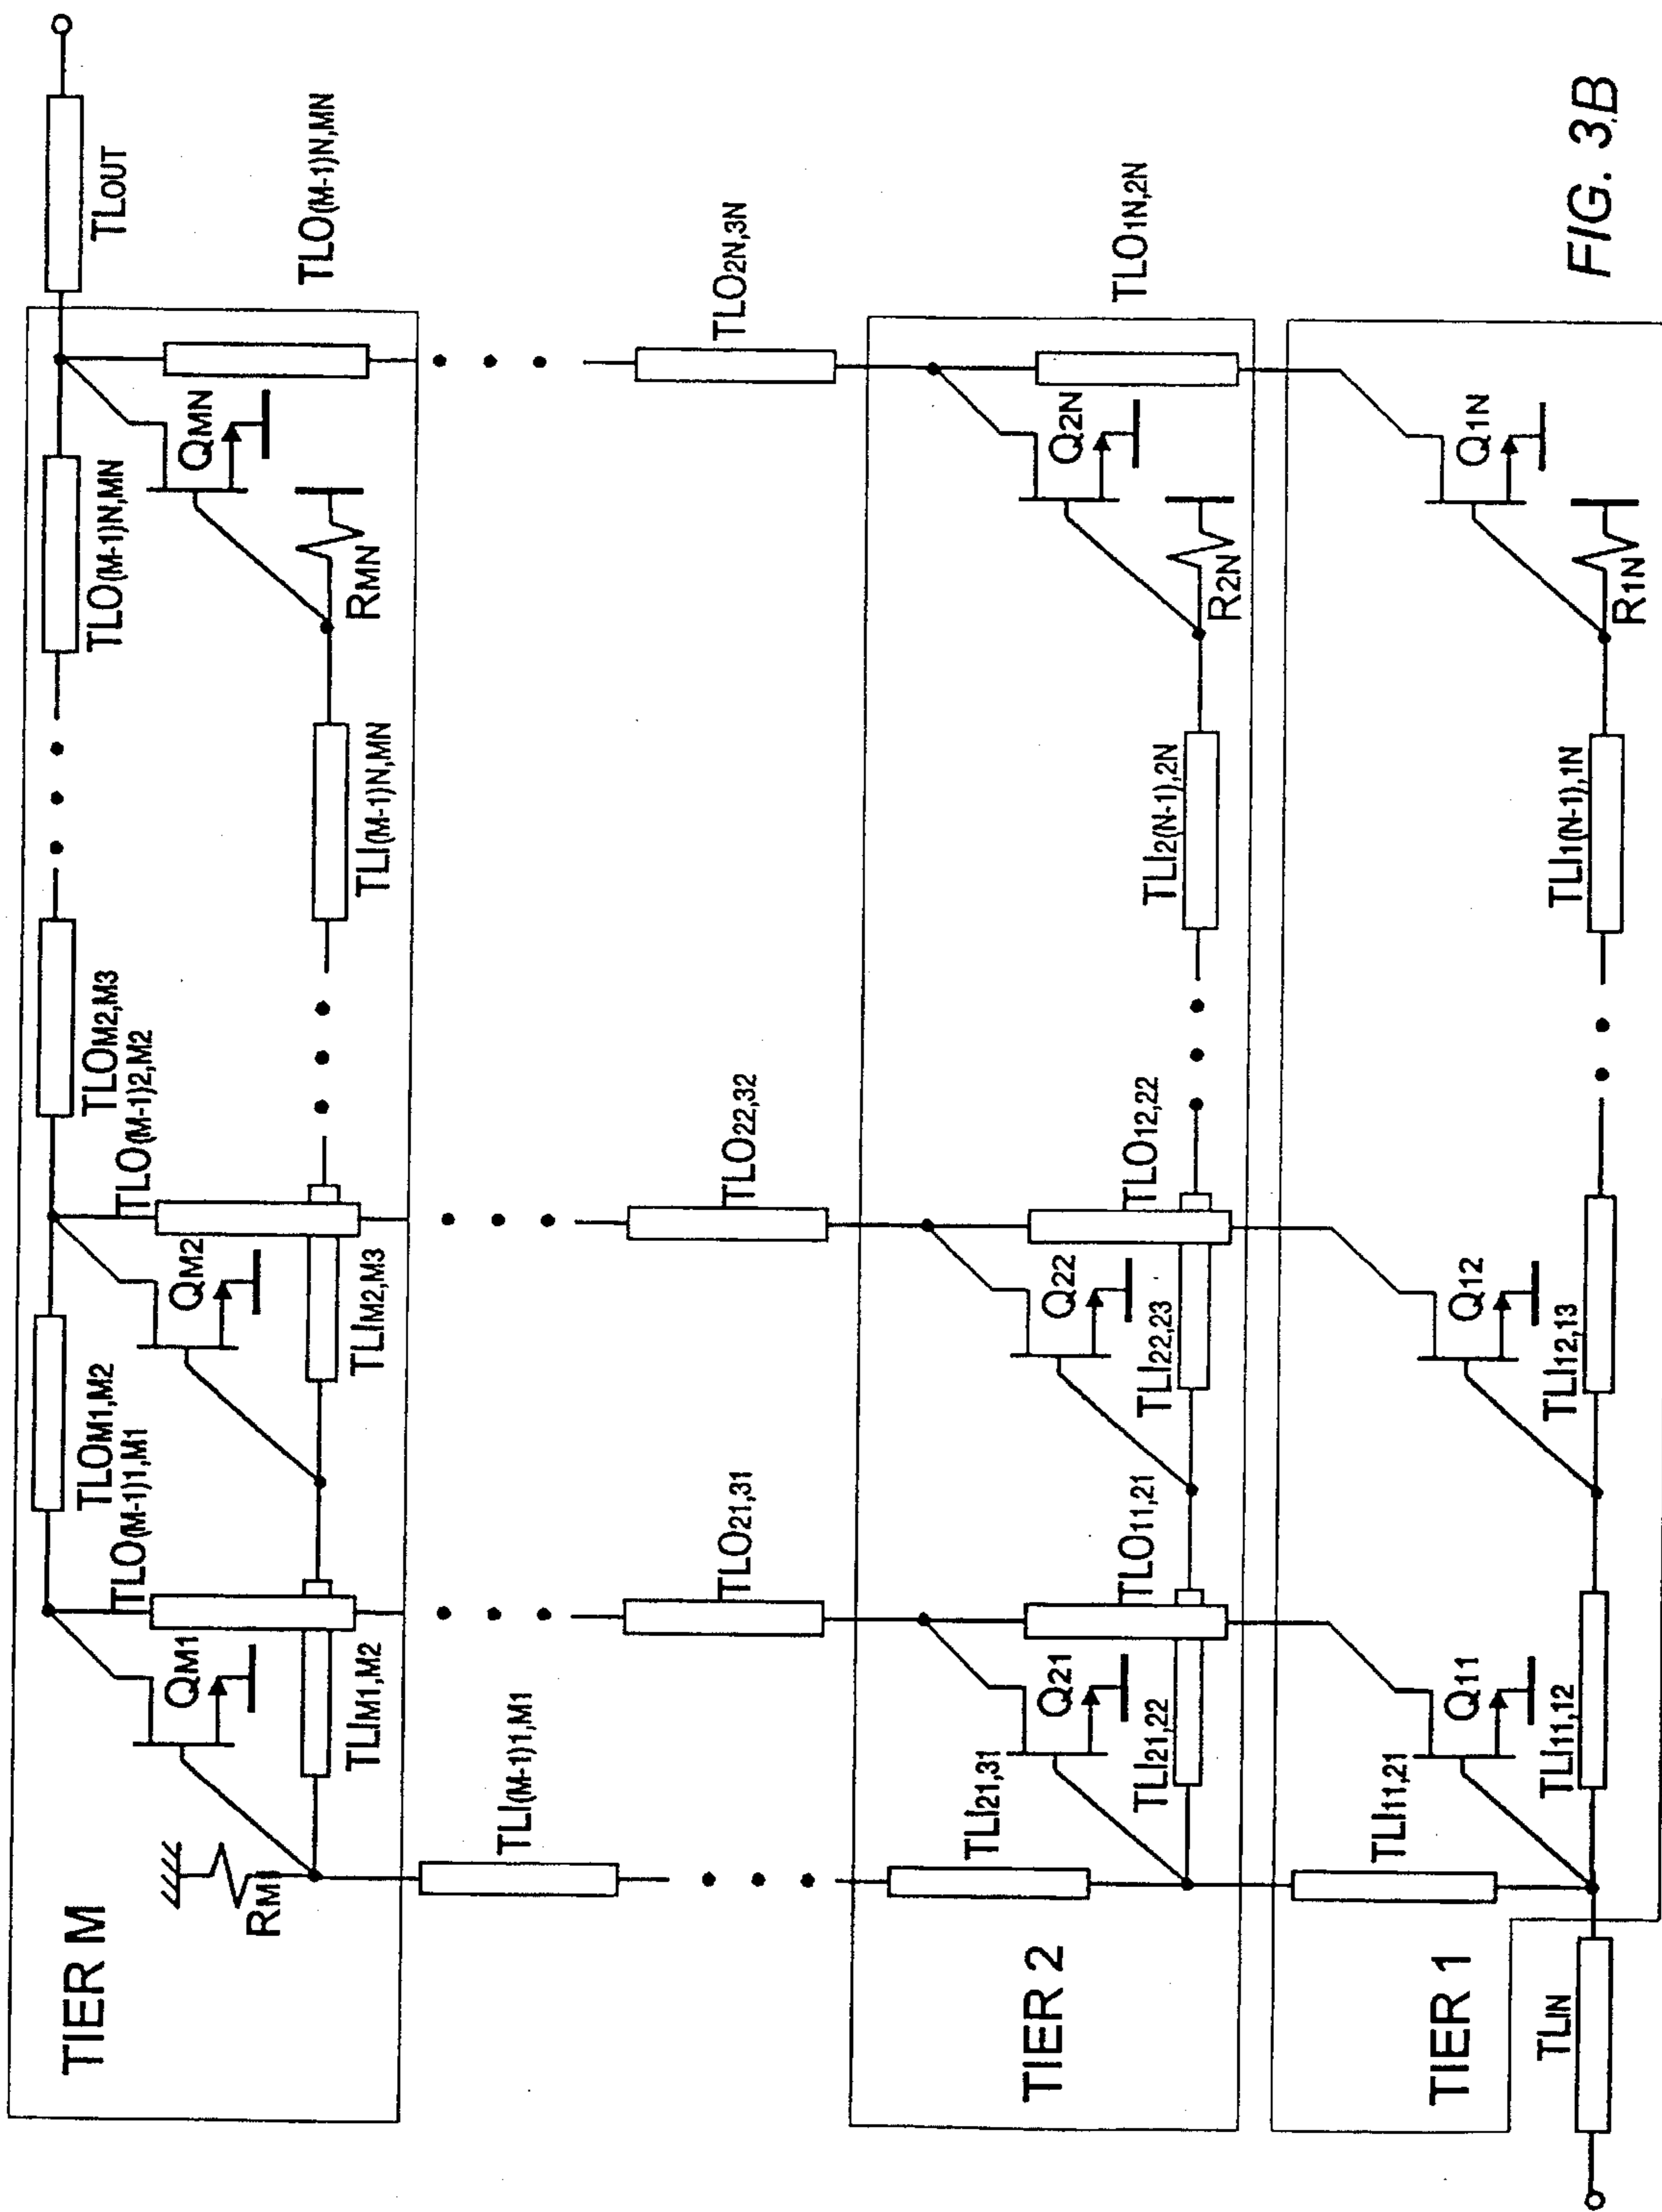 TIER M
RM1
QM1
TLO(M-1)1,M1
TLOM1,M2
TLIM1,M2
QM2
TLO(M-1)2,M2
TLOM2,M3
TLIM2,M3
TLI(M-1)N,MN
TLO(M-1)N,MN
RMN
QMN
TLOUT
TLO(M-1)N,MN
TLI(M-1)1,M1
TLO21,31
TLO22,32
TLO2N,3N
TIER 2
TLI21,31
Q21
TLI21,22
TLO11,21
Q22
TLI22,23
TLO12,22
TLI2(N-1),2N
R2N
Q2N
TLO1N,2N
TIER 1
TLIN
TLI11,21
Q11
TLI11,12
Q12
TLI12,13
TLI1(N-1),1N
R1N
Q1N
FIG. 3B